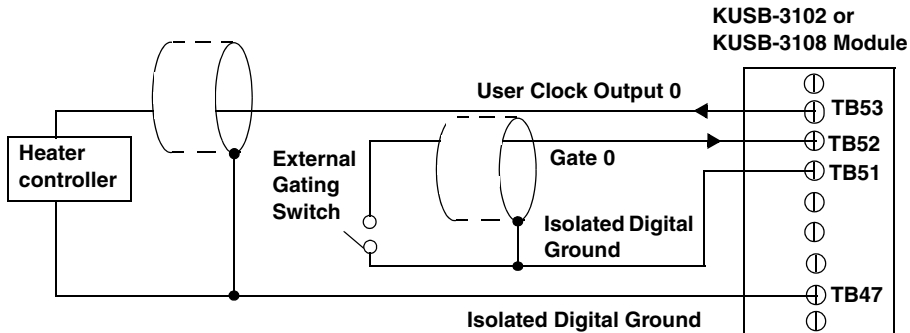 KUSB-3102 or
KUSB-3108 Module
User Clock Output 0
TB53
Heater
controller
External
Gating
Switch
Gate 0
TB52
TB51
Isolated Digital
Ground
TB47
Isolated Digital Ground